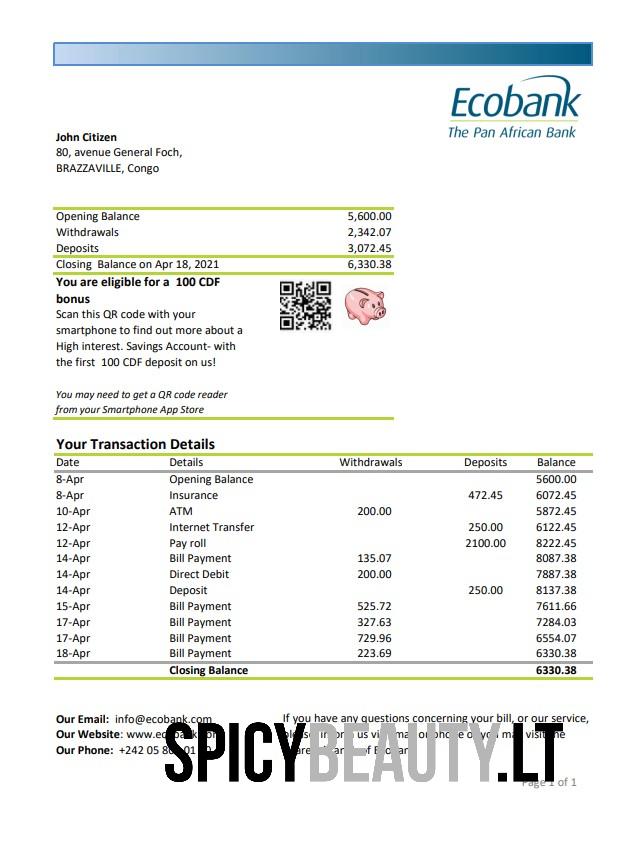 Ecobank
The Pan African Bank
John Citizen
80, avenue General Foch,
BRAZZAVILLE, Congo
Opening Balance 5,600.00
Withdrawals 2,342.07
Deposits 3,072.45
Closing Balance on Apr 18, 2021 6,330.38
You are eligible for a 100 CDF
bonus
Scan this QR code with your
smartphone to find out more about a
High interest. Savings Account- with
the first 100 CDF deposit on us!
You may need to get a QR code reader
from your Smartphone App Store
Your Transaction Details
Date Details Withdrawals Deposits Balance
8-Apr Opening Balance 5600.00
8-Apr Insurance 472.45 6072.45
10-Apr ATM 200.00 5872.45
12-Apr Internet Transfer 250.00 6122.45
12-Apr Pay roll 2100.00 8222.45
14-Apr Bill Payment 135.07 8087.38
14-Apr Direct Debit 200.00 7887.38
14-Apr Deposit 250.00 8137.38
15-Apr Bill Payment 525.72 7611.66
17-Apr Bill Payment 327.63 7284.03
17-Apr Bill Payment 729.96 6554.07
18-Apr Bill Payment 223.69 6330.38
Closing Balance 6330.38
Our Email: info@ecobank.com
Our Website:
Our Phone: +242 05
If you have any questions concerning your bill, or our service,
SPICYBEAUTY.LT
Page 1 of 1